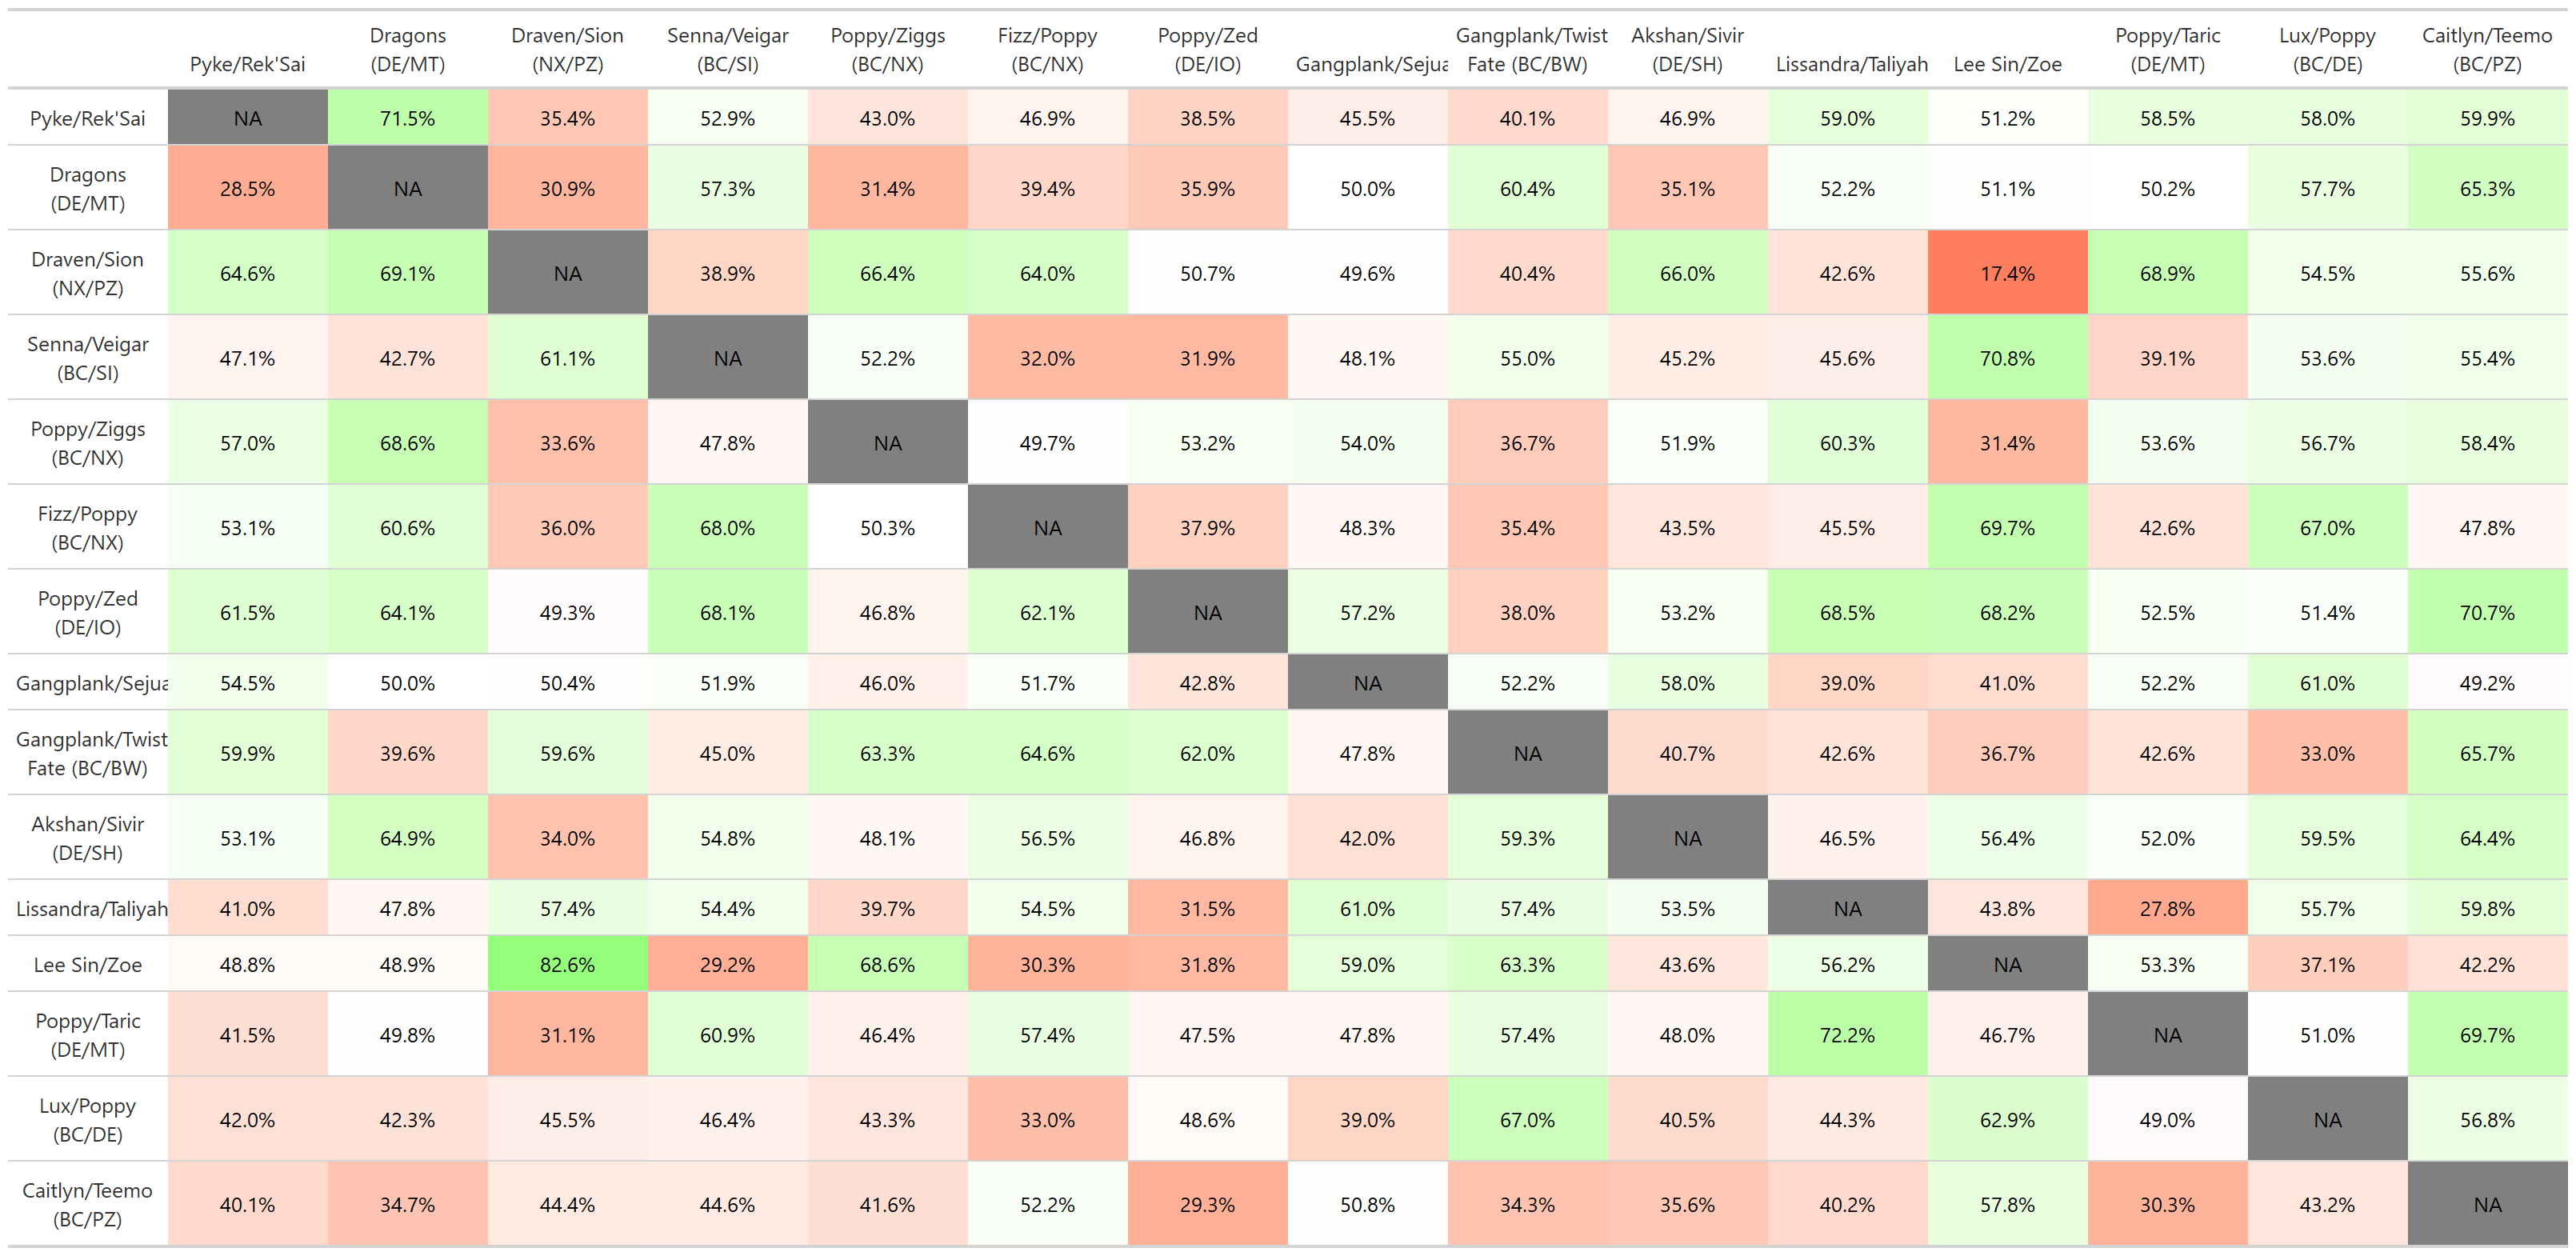 Pyke/Rek'Sai Dragons (DE/MT) Draven/Sion (NX/PZ) Senna/Veigar (BC/SI) Poppy/Ziggs (BC/NX) Fizz/Poppy (BC/NX) Poppy/Zed (DE/IO) Gangplank/Sejua Gangplank/Twist Fate (BC/BW) Akshan/Sivir (DE/SH) Lissandra/Taliyah Lee Sin/Zoe Poppy/Taric (DE/MT) Lux/Poppy (BC/DE) Caitlyn/Teemo (BC/PZ)
Pyke/Rek'Sai NA 71.5% 35.4% 52.9% 43.0% 46.9% 38.5% 45.5% 40.1% 46.9% 59.0% 51.2% 58.5% 58.0% 59.9%
Dragons (DE/MT) 28.5% NA 30.9% 57.3% 31.4% 39.4% 35.9% 50.0% 60.4% 35.1% 52.2% 51.1% 50.2% 57.7% 65.3%
Draven/Sion (NX/PZ) 64.6% 69.1% NA 38.9% 66.4% 64.0% 50.7% 49.6% 40.4% 66.0% 42.6% 17.4% 68.9% 54.5% 55.6%
Senna/Veigar (BC/SI) 47.1% 42.7% 61.1% NA 52.2% 32.0% 31.9% 48.1% 55.0% 45.2% 45.6% 70.8% 39.1% 53.6% 55.4%
Poppy/Ziggs (BC/NX) 57.0% 68.6% 33.6% 47.8% NA 49.7% 53.2% 54.0% 36.7% 51.9% 60.3% 31.4% 53.6% 56.7% 58.4%
Fizz/Poppy (BC/NX) 53.1% 60.6% 36.0% 68.0% 50.3% NA 37.9% 48.3% 35.4% 43.5% 45.5% 69.7% 42.6% 67.0% 47.8%
Poppy/Zed (DE/IO) 61.5% 64.1% 49.3% 68.1% 46.8% 62.1% NA 57.2% 38.0% 53.2% 68.5% 68.2% 52.5% 51.4% 70.7%
Gangplank/Sejua 54.5% 50.0% 50.4% 51.9% 46.0% 51.7% 42.8% NA 52.2% 58.0% 39.0% 41.0% 52.2% 61.0% 49.2%
Gangplank/Twist Fate (BC/BW) 59.9% 39.6% 59.6% 45.0% 63.3% 64.6% 62.0% 47.8% NA 40.7% 42.6% 36.7% 42.6% 33.0% 65.7%
Akshan/Sivir (DE/SH) 53.1% 64.9% 34.0% 54.8% 48.1% 56.5% 46.8% 42.0% 59.3% NA 46.5% 56.4% 52.0% 59.5% 64.4%
Lissandra/Taliyah 41.0% 47.8% 57.4% 54.4% 39.7% 54.5% 31.5% 61.0% 57.4% 53.5% NA 43.8% 27.8% 55.7% 59.8%
Lee Sin/Zoe 48.8% 48.9% 82.6% 29.2% 68.6% 30.3% 31.8% 59.0% 63.3% 43.6% 56.2% NA 53.3% 37.1% 42.2%
Poppy/Taric (DE/MT) 41.5% 49.8% 31.1% 60.9% 46.4% 57.4% 47.5% 47.8% 57.4% 48.0% 72.2% 46.7% NA 51.0% 69.7%
Lux/Poppy (BC/DE) 42.0% 42.3% 45.5% 46.4% 43.3% 33.0% 48.6% 39.0% 67.0% 40.5% 44.3% 62.9% 49.0% NA 56.8%
Caitlyn/Teemo (BC/PZ) 40.1% 34.7% 44.4% 44.6% 41.6% 52.2% 29.3% 50.8% 34.3% 35.6% 40.2% 57.8% 30.3% 43.2% NA